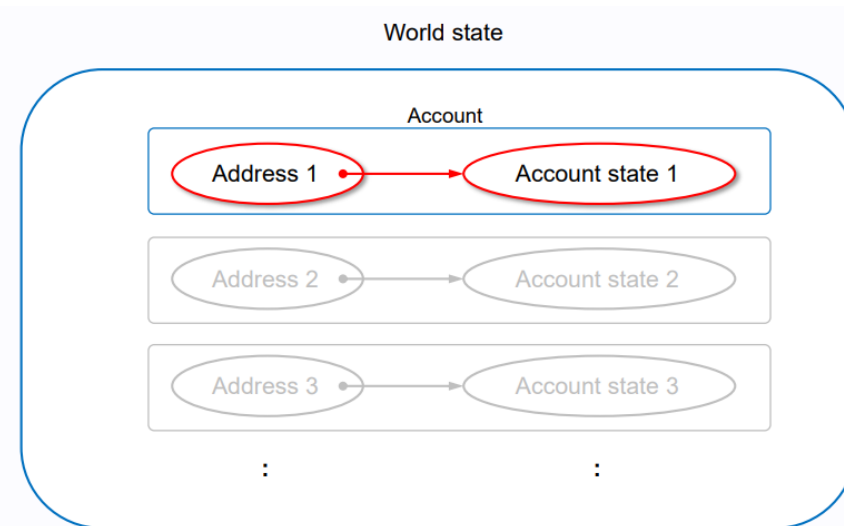 World state
Account
Address 1 Account state 1
Address 2 Account state 2
Address 3 Account state 3
: :